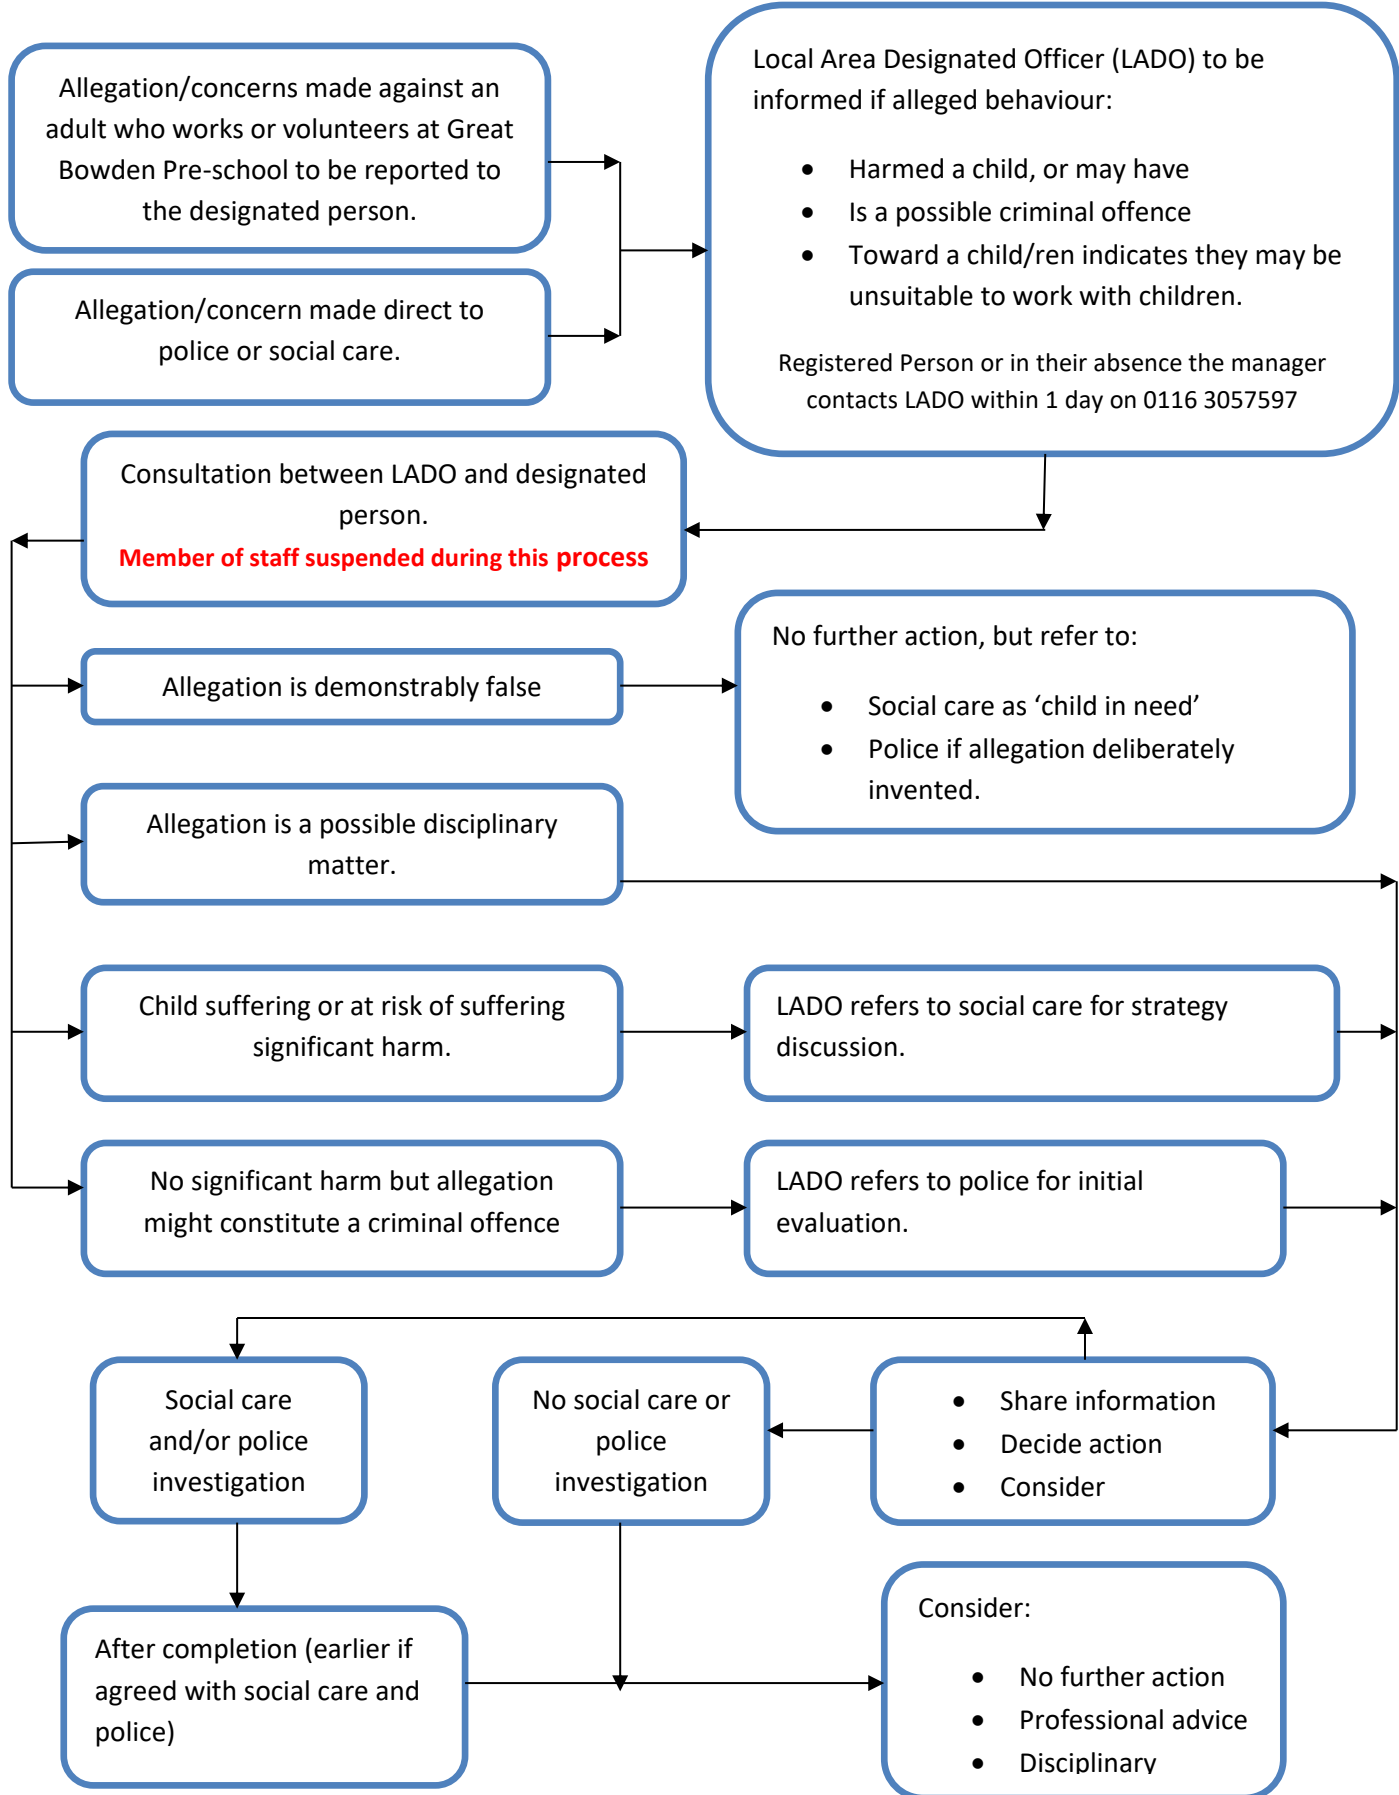 Allegation/concerns made against an
adult who works or volunteers at Great
Bowden Pre-school to be reported to
the designated person.
Allegation/concern made direct to
police or social care.
Local Area Designated Officer (LADO) to be
informed if alleged behaviour:
• Harmed a child, or may have
• Is a possible criminal offence
• Toward a child/ren indicates they may be
unsuitable to work with children.
Registered Person or in their absence the manager
contacts LADO within 1 day on 0116 3057597
Consultation between LADO and designated
person.
Member of staff suspended during this process
Allegation is demonstrably false
No further action, but refer to:
• Social care as ‘child in need’
• Police if allegation deliberately
invented.
Allegation is a possible disciplinary
matter.
Child suffering or at risk of suffering
significant harm.
LADO refers to social care for strategy
discussion.
No significant harm but allegation
might constitute a criminal offence
LADO refers to police for initial
evaluation.
Social care
and/or police
investigation
No social care or
police
investigation
• Share information
• Decide action
• Consider
After completion (earlier if
agreed with social care and
police)
Consider:
• No further action
• Professional advice
• Disciplinary